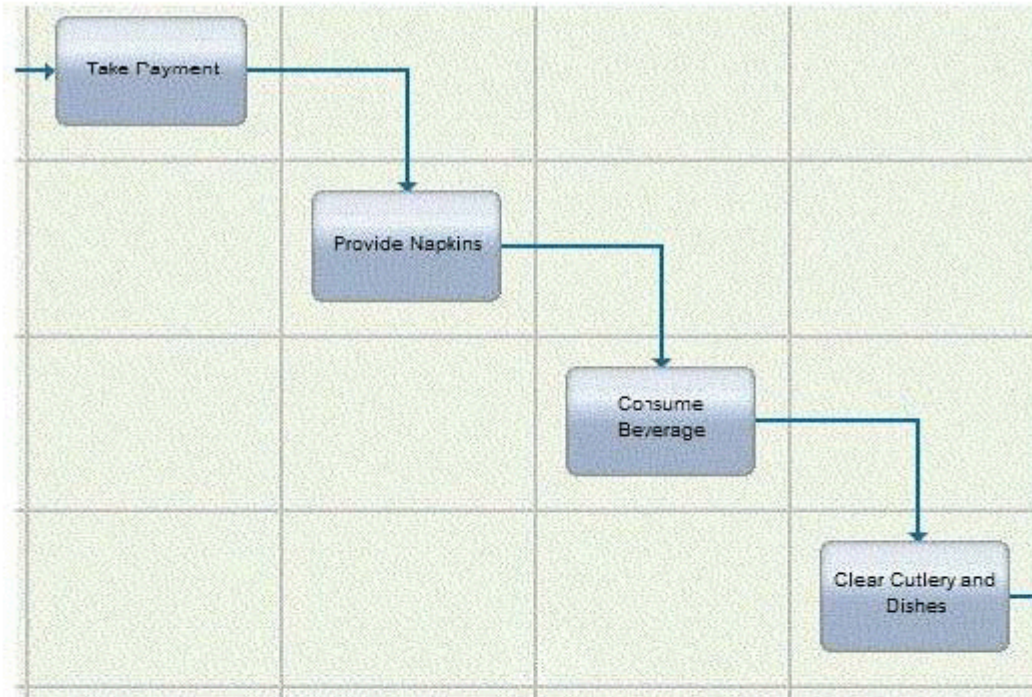 Take Payment
Provide Napkins
Consume
Beverage
Clear Cutlery and
Dishes